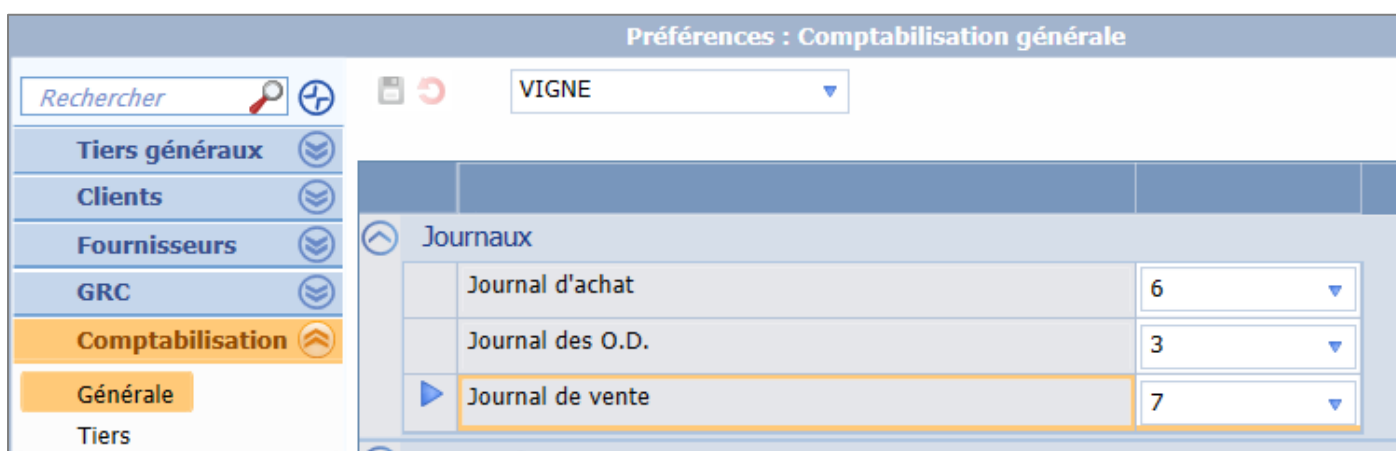 Préférences : Comptabilisation générale
Rechercher
VIGNE
Tiers généraux
Clients
Fournisseurs
GRC
Comptabilisation
Générale
Tiers
Journaux
Journal d'achat 6
Journal des O.D. 3
Journal de vente 7